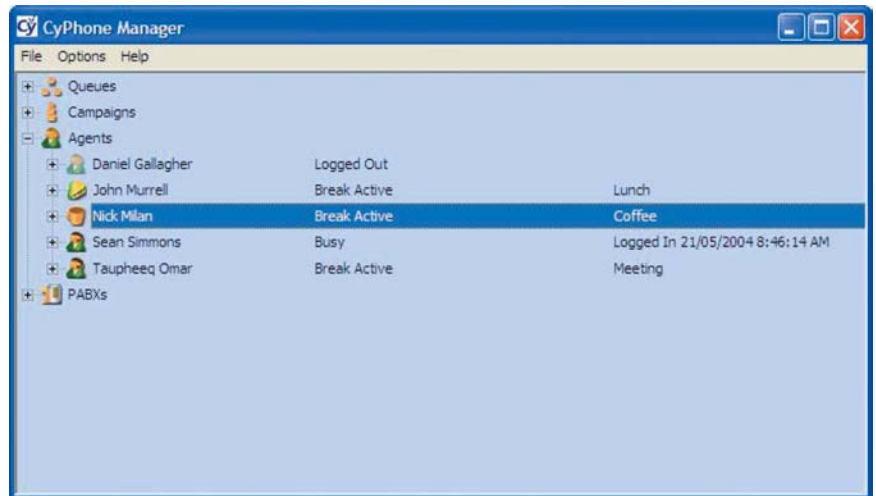 Cy CyPhone Manager
File Options Help
Queues
Campaigns
Agents
Daniel Gallagher Logged Out
John Murrell Break Active Lunch
Nick Milan Break Active Coffee
Sean Simmons Busy Logged In 21/05/2004 8:46:14 AM
Taupheeq Omar Break Active Meeting
PABXs